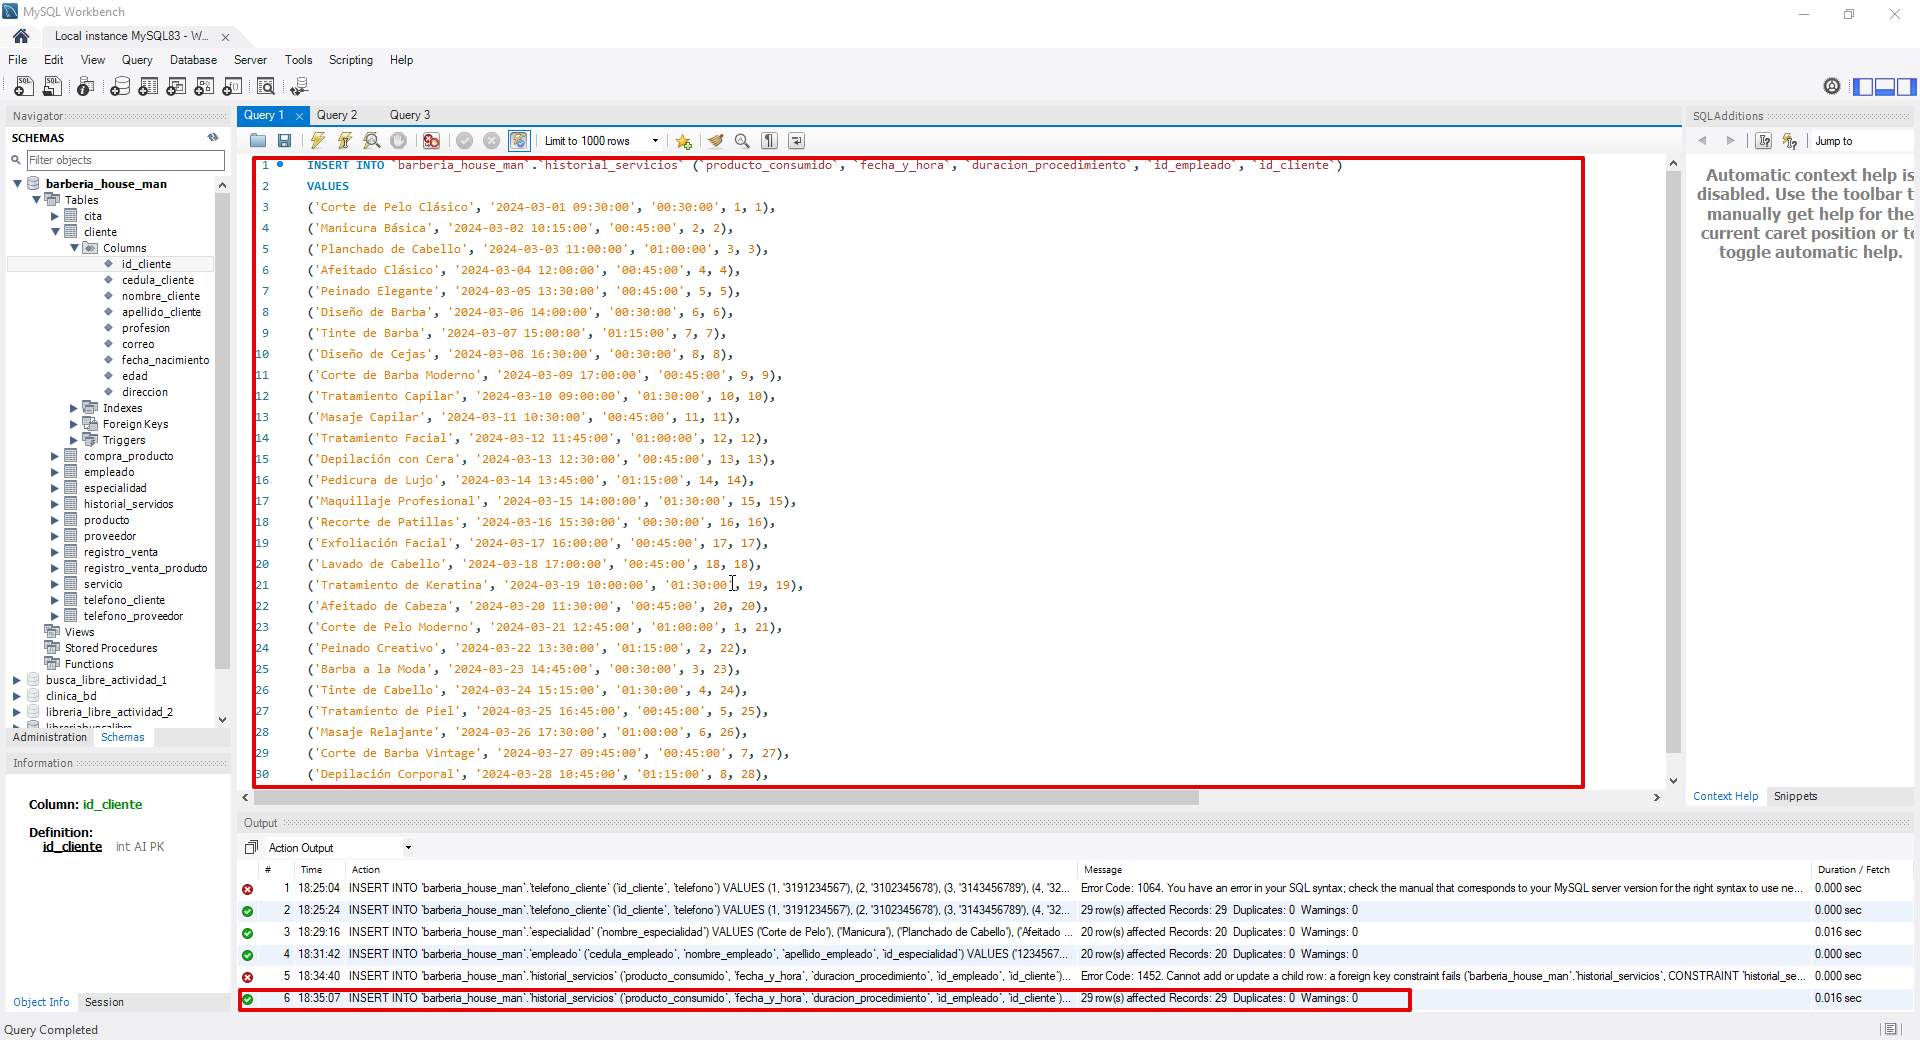 MySQL Workbench
Local instance MySQL83 - W...
File Edit View Query Database Server Tools Scripting Help
Navigator
SCHEMAS
Filter objects
barberia_house_man
Tables
cita
cliente
Columns
id_cliente
cedula_cliente
nombre_cliente
apellido_cliente
profesion
correo
fecha_nacimiento
edad
direccion
Indexes
Foreign Keys
Triggers
compra_producto
empleado
especialidad
historial_servicios
producto
proveedor
registro_venta
registro_venta_producto
servicio
telefono_cliente
telefono_proveedor
Views
Stored Procedures
Functions
busca_libre_actividad_1
clinica_bd
libreria_libre_actividad_2
Administration Schemas
Information
Column: id_cliente
Definition:
id_cliente int AI PK
Object Info Session
Query Completed
Query 1 Query 2 Query 3
Limit to 1000 rows
1 INSERT INTO `barberia_house_man`.`historial_servicios` (`producto_consumido`, `fecha_y_hora`, `duracion_procedimiento`, `id_empleado`, `id_cliente`)
2 VALUES
3 ('Corte de Pelo Clásico', '2024-03-01 09:30:00', '00:30:00', 1, 1),
4 ('Manicura Básica', '2024-03-02 10:15:00', '00:45:00', 2, 2),
5 ('Planchado de Cabello', '2024-03-03 11:00:00', '01:00:00', 3, 3),
6 ('Afeitado Clásico', '2024-03-04 12:00:00', '00:45:00', 4, 4),
7 ('Peinado Elegante', '2024-03-05 13:30:00', '00:45:00', 5, 5),
8 ('Diseño de Barba', '2024-03-06 14:00:00', '00:30:00', 6, 6),
9 ('Tinte de Barba', '2024-03-07 15:00:00', '01:15:00', 7, 7),
10 ('Diseño de Cejas', '2024-03-08 16:30:00', '00:30:00', 8, 8),
11 ('Corte de Barba Moderno', '2024-03-09 17:00:00', '00:45:00', 9, 9),
12 ('Tratamiento Capilar', '2024-03-10 09:00:00', '01:30:00', 10, 10),
13 ('Masaje Capilar', '2024-03-11 10:30:00', '00:45:00', 11, 11),
14 ('Tratamiento Facial', '2024-03-12 11:45:00', '01:00:00', 12, 12),
15 ('Depilación con Cera', '2024-03-13 12:30:00', '00:45:00', 13, 13),
16 ('Pedicura de Lujo', '2024-03-14 13:45:00', '01:15:00', 14, 14),
17 ('Maquillaje Profesional', '2024-03-15 14:00:00', '01:30:00', 15, 15),
18 ('Recorte de Patillas', '2024-03-16 15:30:00', '00:30:00', 16, 16),
19 ('Exfoliación Facial', '2024-03-17 16:00:00', '00:45:00', 17, 17),
20 ('Lavado de Cabello', '2024-03-18 17:00:00', '00:45:00', 18, 18),
21 ('Tratamiento de Keratina', '2024-03-19 10:00:00', '01:30:00', 19, 19),
22 ('Afeitado de Cabeza', '2024-03-20 11:30:00', '00:45:00', 20, 20),
23 ('Corte de Pelo Moderno', '2024-03-21 12:45:00', '01:00:00', 1, 21),
24 ('Peinado Creativo', '2024-03-22 13:30:00', '01:15:00', 2, 22),
25 ('Barba a la Moda', '2024-03-23 14:45:00', '00:30:00', 3, 23),
26 ('Tinte de Cabello', '2024-03-24 15:15:00', '01:30:00', 4, 24),
27 ('Tratamiento de Piel', '2024-03-25 16:45:00', '00:45:00', 5, 25),
28 ('Masaje Relajante', '2024-03-26 17:30:00', '01:00:00', 6, 26),
29 ('Corte de Barba Vintage', '2024-03-27 09:45:00', '00:45:00', 7, 27),
30 ('Depilación Corporal', '2024-03-28 10:45:00', '01:15:00', 8, 28),
SQLAdditions
Jump to
Automatic context help is
disabled. Use the toolbar t
manually get help for the
current caret position or to
toggle automatic help.
Context Help Snippets
Output
Action Output
# Time Action Message Duration / Fetch
1 18:25:04 INSERT INTO `barberia_house_man`.`telefono_cliente` (`id_cliente`, `telefono`) VALUES (1, '3191234567'), (2, '3102345678'), (3, '3143456789'), (4, '32... Error Code: 1064. You have an error in your SQL syntax; check the manual that corresponds to your MySQL server version for the right syntax to use ne... 0.000 sec
2 18:25:24 INSERT INTO `barberia_house_man`.`telefono_cliente` (`id_cliente`, `telefono`) VALUES (1, '3191234567'), (2, '3102345678'), (3, '3143456789'), (4, '32... 29 row(s) affected Records: 29 Duplicates: 0 Warnings: 0 0.000 sec
3 18:29:16 INSERT INTO `barberia_house_man`.`especialidad` (`nombre_especialidad`) VALUES ('Corte de Pelo'), ('Manicura'), ('Planchado de Cabello'), ('Afeitado ... 20 row(s) affected Records: 20 Duplicates: 0 Warnings: 0 0.016 sec
4 18:31:42 INSERT INTO `barberia_house_man`.`empleado` (`cedula_empleado`, `nombre_empleado`, `apellido_empleado`, `id_especialidad`) VALUES ('1234567... 20 row(s) affected Records: 20 Duplicates: 0 Warnings: 0 0.000 sec
5 18:34:40 INSERT INTO `barberia_house_man`.`historial_servicios` (`producto_consumido`, `fecha_y_hora`, `duracion_procedimiento`, `id_empleado`, `id_cliente`)... Error Code: 1452. Cannot add or update a child row: a foreign key constraint fails (`barberia_house_man`.`historial_servicios`, CONSTRAINT `historial_se... 0.000 sec
6 18:35:07 INSERT INTO `barberia_house_man`.`historial_servicios` (`producto_consumido`, `fecha_y_hora`, `duracion_procedimiento`, `id_empleado`, `id_cliente`)... 29 row(s) affected Records: 29 Duplicates: 0 Warnings: 0 0.016 sec